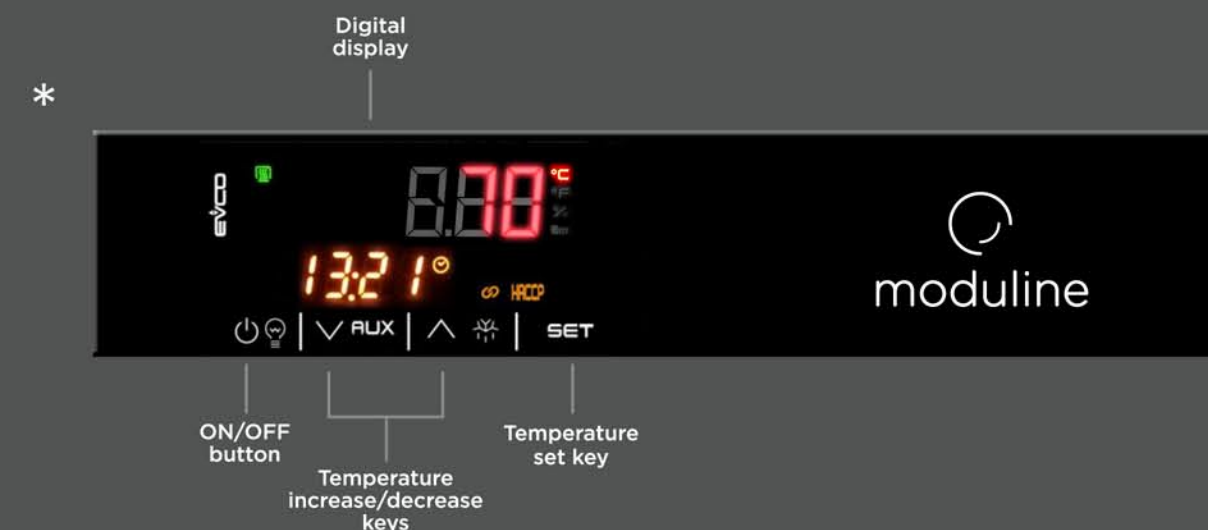 Digital
display
*
EVCO
70 °C
°F
13:21
HACCP
AUX
SET
moduline
ON/OFF
button
Temperature
increase/decrease
keys
Temperature
set key